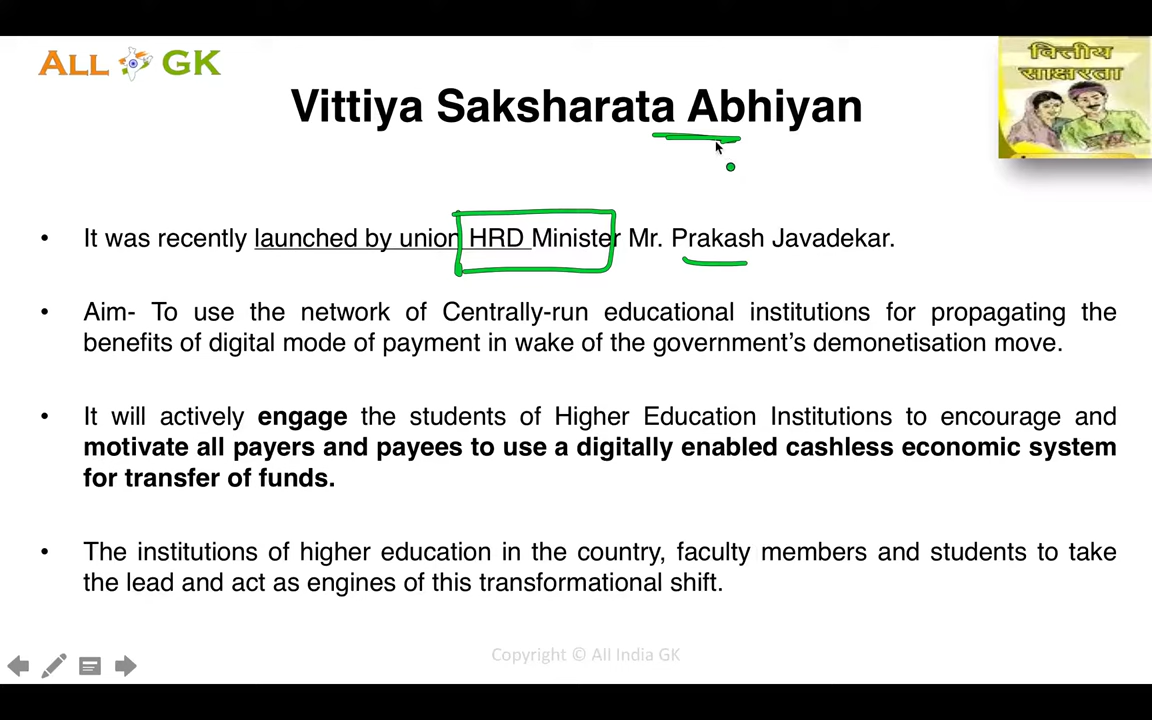 ALL GK
वित्तीय
साक्षरता
Vittiya Saksharata Abhiyan
• It was recently launched by union HRD Minister Mr. Prakash Javadekar.
• Aim- To use the network of Centrally-run educational institutions for propagating the
benefits of digital mode of payment in wake of the government’s demonetisation move.
• It will actively engage the students of Higher Education Institutions to encourage and
motivate all payers and payees to use a digitally enabled cashless economic system
for transfer of funds.
• The institutions of higher education in the country, faculty members and students to take
the lead and act as engines of this transformational shift.
Copyright © All India GK